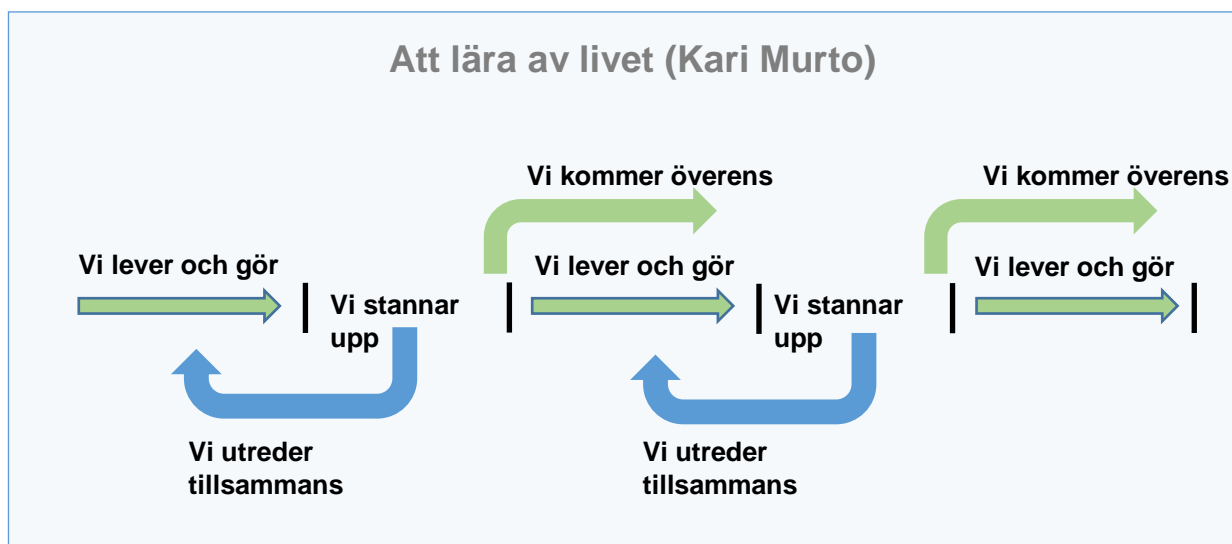 Att lära av livet (Kari Murto)
Vi kommer överens
Vi kommer överens
Vi lever och gör
Vi lever och gör
Vi lever och gör
Vi stannar
upp
Vi stannar
upp
Vi utreder
tillsammans
Vi utreder
tillsammans